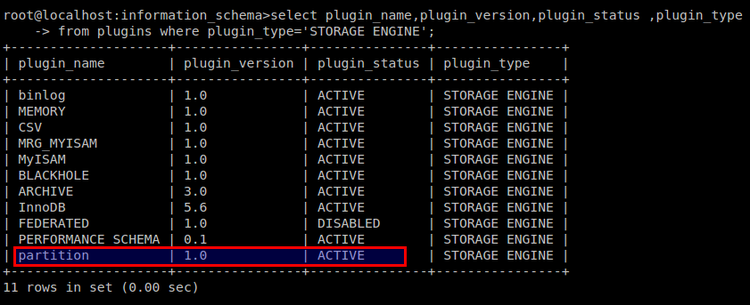 root@localhost:information_schema>select plugin_name,plugin_version,plugin_status ,plugin_type
    -> from plugins where plugin_type='STORAGE ENGINE';
+--------------------+----------------+---------------+----------------+
| plugin_name        | plugin_version | plugin_status | plugin_type    |
+--------------------+----------------+---------------+----------------+
| binlog             | 1.0            | ACTIVE        | STORAGE ENGINE |
| MEMORY             | 1.0            | ACTIVE        | STORAGE ENGINE |
| CSV                | 1.0            | ACTIVE        | STORAGE ENGINE |
| MRG_MYISAM         | 1.0            | ACTIVE        | STORAGE ENGINE |
| MyISAM             | 1.0            | ACTIVE        | STORAGE ENGINE |
| BLACKHOLE          | 1.0            | ACTIVE        | STORAGE ENGINE |
| ARCHIVE            | 3.0            | ACTIVE        | STORAGE ENGINE |
| InnoDB             | 5.6            | ACTIVE        | STORAGE ENGINE |
| FEDERATED          | 1.0            | DISABLED      | STORAGE ENGINE |
| PERFORMANCE_SCHEMA | 0.1            | ACTIVE        | STORAGE ENGINE |
| partition          | 1.0            | ACTIVE        | STORAGE ENGINE |
+--------------------+----------------+---------------+----------------+
11 rows in set (0.00 sec)